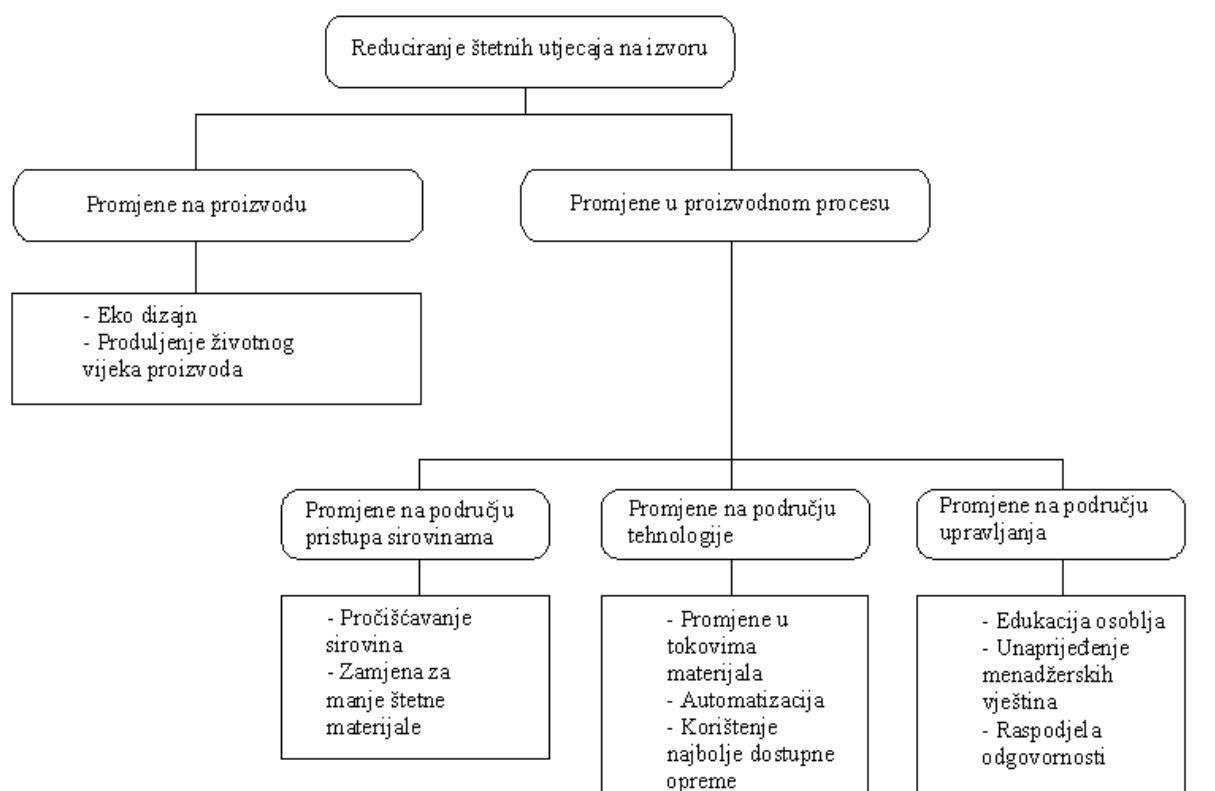 Reduciranje štetnih utjecaja na izvoru
Promjene na proizvodu
Promjene u proizvodnom procesu
- Eko dizajn
- Produljenje životnog
vijeka proizvoda
Promjene na području
pristupa sirovinama
Promjene na području
tehnologije
Promjene na području
upravljanja
- Pročišćavanje
sirovina
- Zamjena za
manje štetne
materijale
- Promjene u
tokovima
materijala
- Automatizacija
- Korištenje
najbolje dostupne
opreme
- Edukacija osoblja
- Unaprijeđenje
menadžerskih
vještina
- Raspodjela
odgovornosti